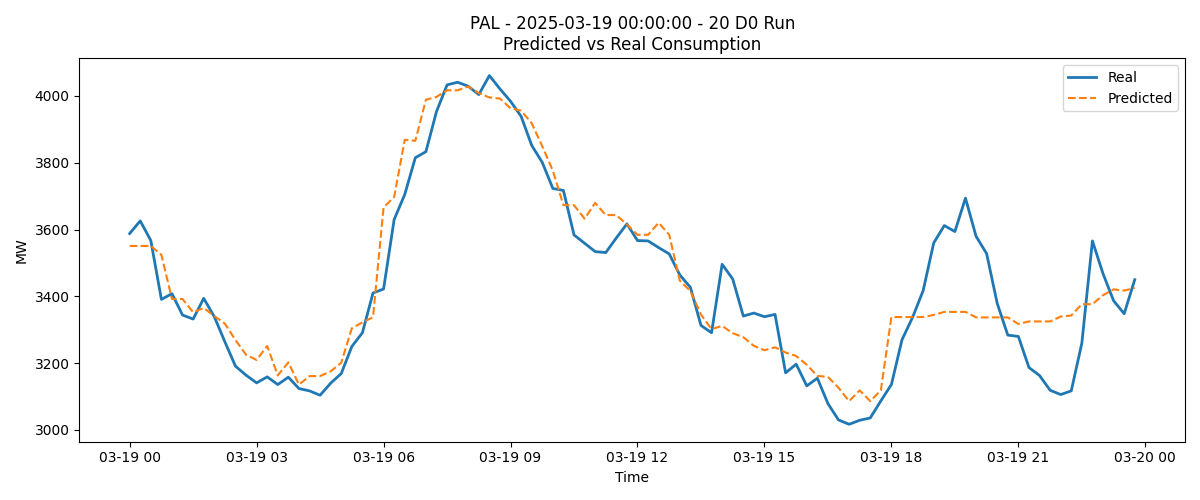 PAL - 2025-03-19 00:00:00 - 20 D0 Run
Predicted vs Real Consumption
Real
Predicted
MW
4000
3800
3600
3400
3200
3000
03-19 00
03-19 03
03-19 06
03-19 09
03-19 12
03-19 15
03-19 18
03-19 21
03-20 00
Time